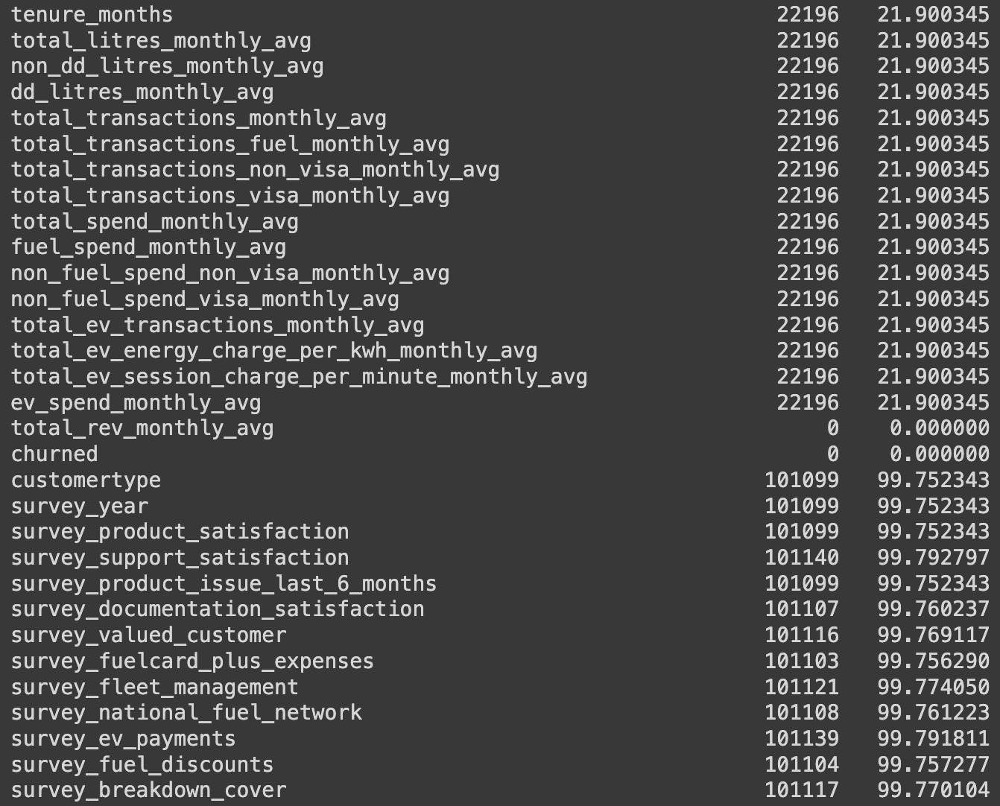 tenure_months 22196 21.900345
total_litres_monthly_avg 22196 21.900345
non_dd_litres_monthly_avg 22196 21.900345
dd_litres_monthly_avg 22196 21.900345
total_transactions_monthly_avg 22196 21.900345
total_transactions_fuel_monthly_avg 22196 21.900345
total_transactions_non_visa_monthly_avg 22196 21.900345
total_transactions_visa_monthly_avg 22196 21.900345
total_spend_monthly_avg 22196 21.900345
fuel_spend_monthly_avg 22196 21.900345
non_fuel_spend_non_visa_monthly_avg 22196 21.900345
non_fuel_spend_visa_monthly_avg 22196 21.900345
total_ev_transactions_monthly_avg 22196 21.900345
total_ev_energy_charge_per_kwh_monthly_avg 22196 21.900345
total_ev_session_charge_per_minute_monthly_avg 22196 21.900345
ev_spend_monthly_avg 22196 21.900345
total_rev_monthly_avg 0 0.000000
churned 0 0.000000
customertype 101099 99.752343
survey_year 101099 99.752343
survey_product_satisfaction 101099 99.752343
survey_support_satisfaction 101140 99.792797
survey_product_issue_last_6_months 101099 99.752343
survey_documentation_satisfaction 101107 99.760237
survey_valued_customer 101116 99.769117
survey_fuelcard_plus_expenses 101103 99.756290
survey_fleet_management 101121 99.774050
survey_national_fuel_network 101108 99.761223
survey_ev_payments 101139 99.791811
survey_fuel_discounts 101104 99.757277
survey_breakdown_cover 101117 99.770104